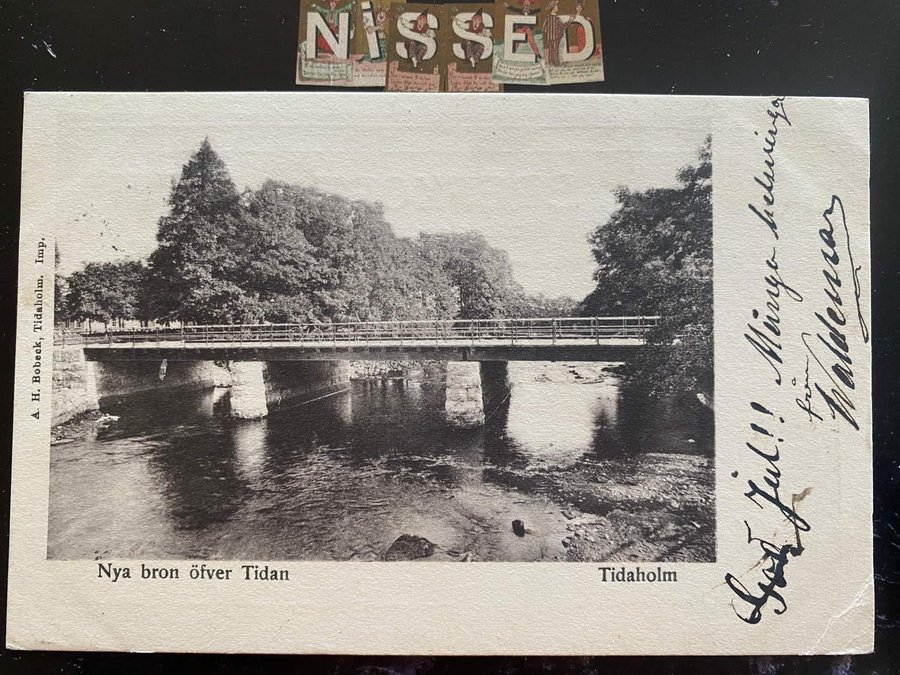 NiSSED
A. H. Bobeck, Tidaholm. Imp.
Nya bron öfver Tidan
Tidaholm
God Jul!! Många helsningar
från
Waldemar